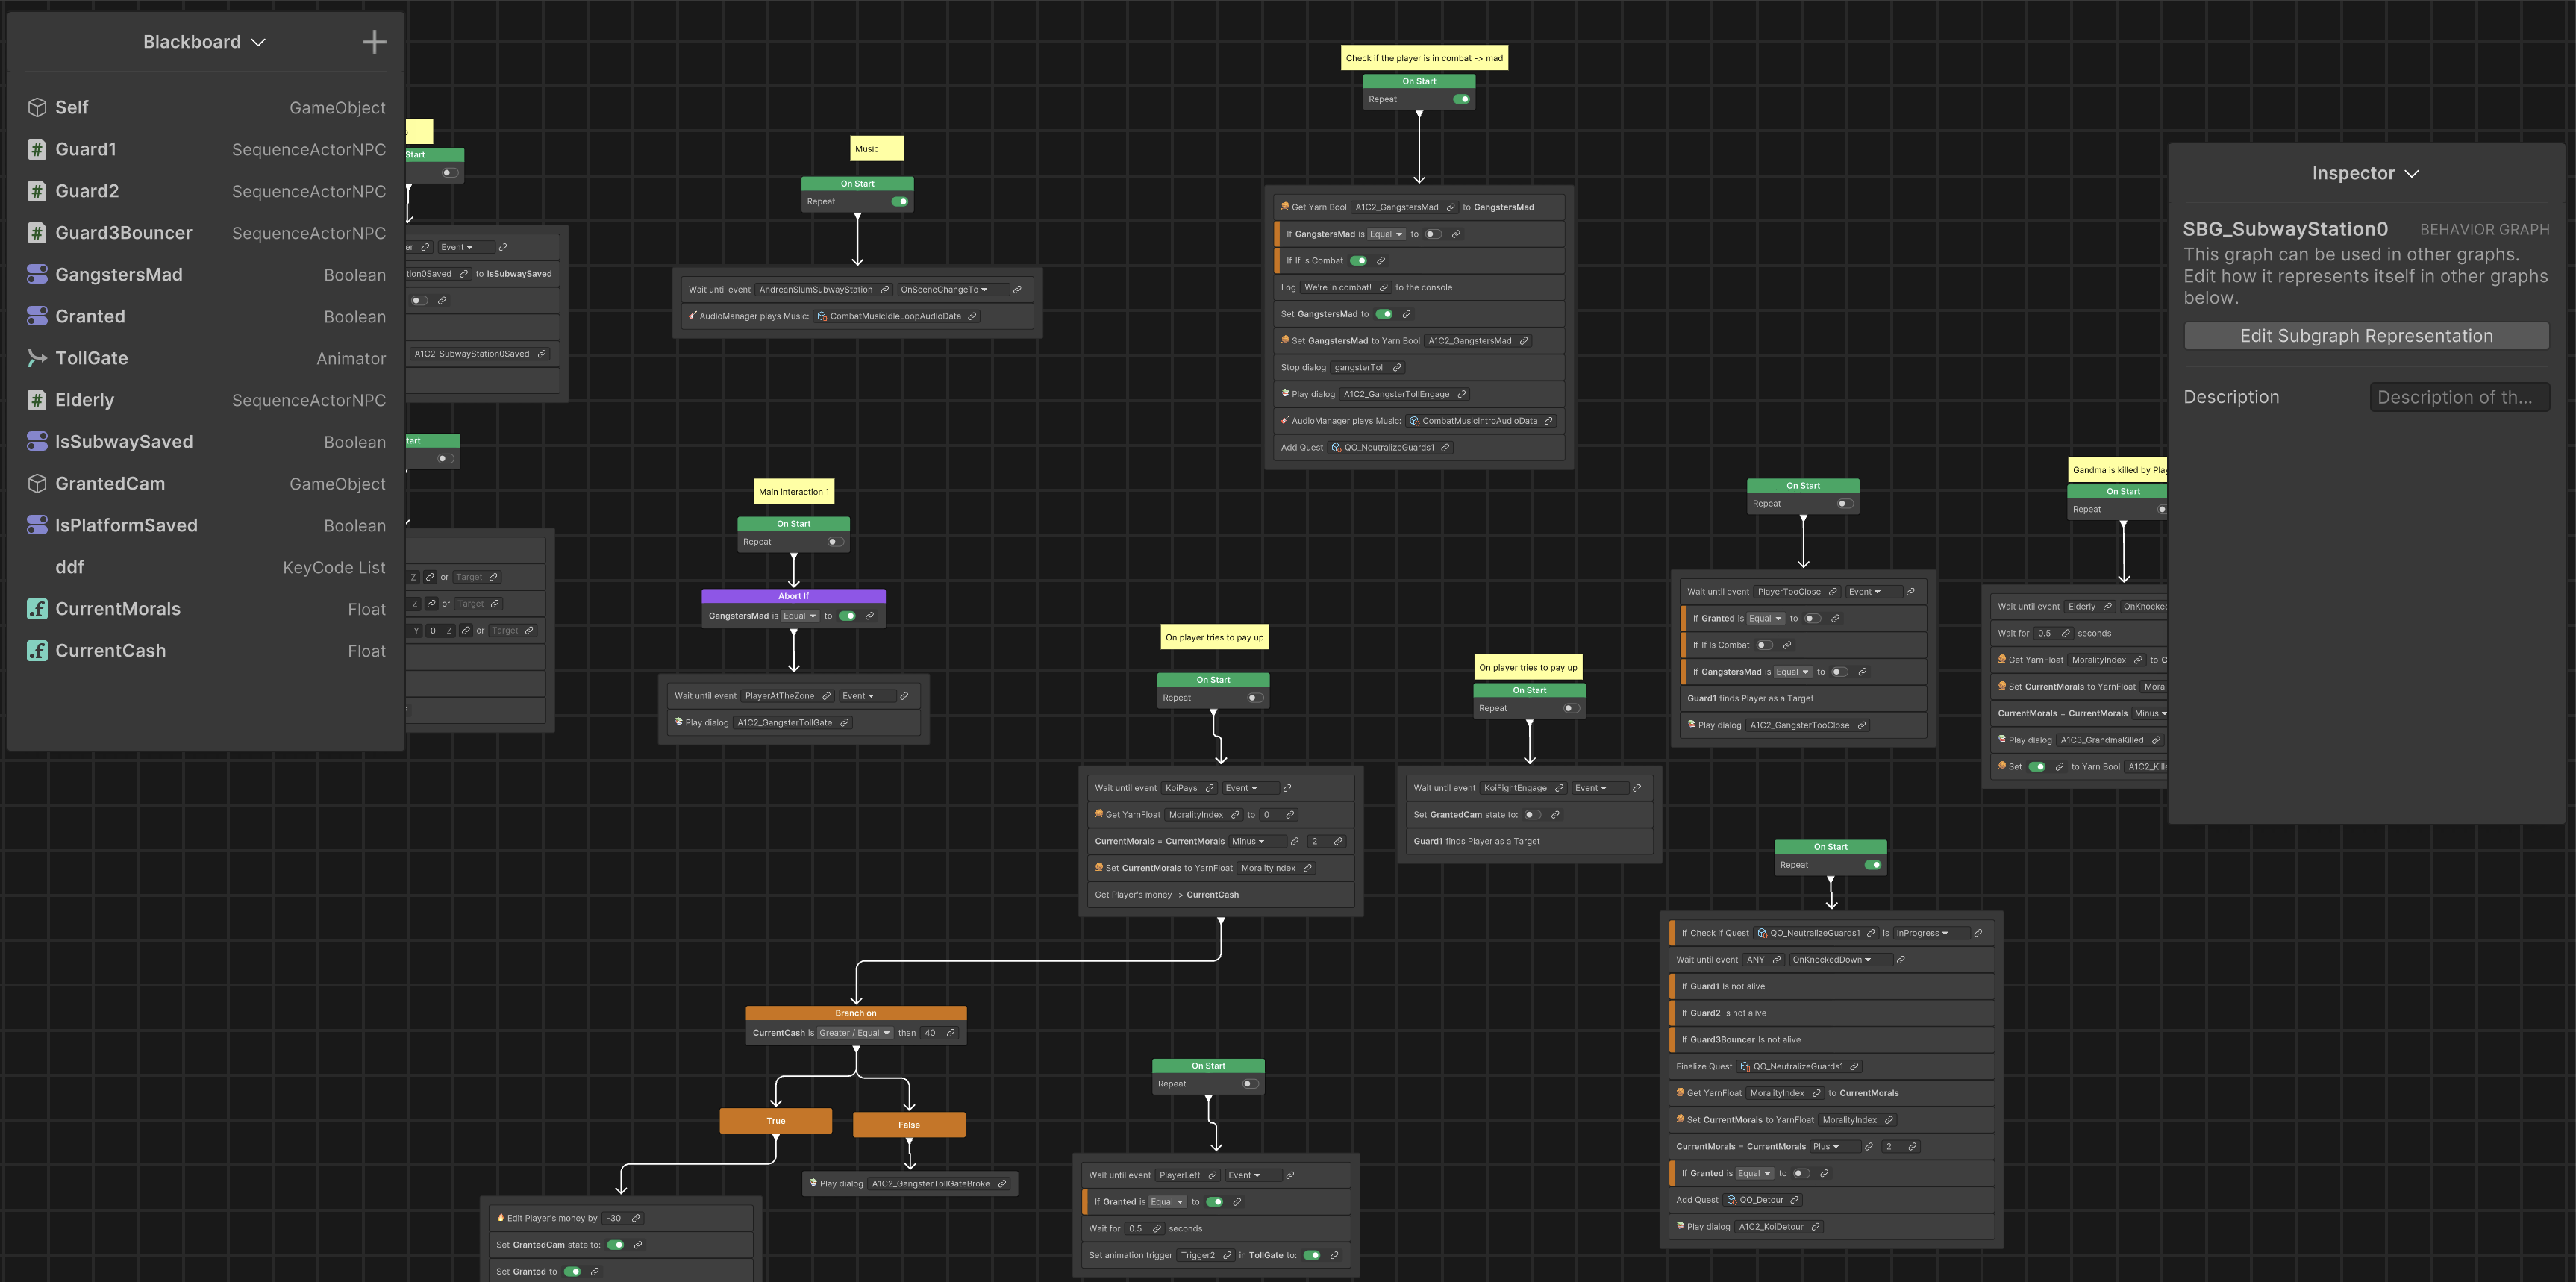 Blackboard
Self GameObject
Guard1 SequenceActorNPC
Guard2 SequenceActorNPC
Guard3Bouncer SequenceActorNPC
GangstersMad Boolean
Granted Boolean
TollGate Animator
Elderly SequenceActorNPC
IsSubwaySaved Boolean
GrantedCam GameObject
IsPlatformSaved Boolean
ddf KeyCode List
CurrentMorals Float
CurrentCash Float
Start
er Event
tion0Saved to IsSubwaySaved
A1C2_SubwayStation0Saved
tart
Z or Target
Z or Target
Y 0 Z or Target
Music
On Start
Repeat
Wait until event AndreanSlumSubwayStation OnSceneChangeTo
AudioManager plays Music: CombatMusicIdleLoopAudioData
Main interaction 1
On Start
Repeat
Abort If
GangstersMad is Equal to
Wait until event PlayerAtTheZone Event
Play dialog A1C2_GangsterTollGate
Check if the player is in combat -> mad
On Start
Repeat
Get Yarn Bool A1C2_GangstersMad to GangstersMad
If GangstersMad is Equal to
If If Is Combat
Log We're in combat! to the console
Set GangstersMad to
Set GangstersMad to Yarn Bool A1C2_GangstersMad
Stop dialog gangsterToll
Play dialog A1C2_GangsterTollEngage
AudioManager plays Music: CombatMusicIntroAudioData
Add Quest QO_NeutralizeGuards1
On player tries to pay up
On Start
Repeat
Wait until event KoiPays Event
Get YarnFloat MoralityIndex to 0
CurrentMorals = CurrentMorals Minus 2
Set CurrentMorals to YarnFloat MoralityIndex
Get Player's money -> CurrentCash
Branch on
CurrentCash is Greater / Equal than 40
True
False
Play dialog A1C2_GangsterTollGateBroke
Edit Player's money by -30
Set GrantedCam state to:
Set Granted to
On player tries to pay up
On Start
Repeat
Wait until event KoiFightEngage Event
Set GrantedCam state to:
Guard1 finds Player as a Target
On Start
Repeat
Wait until event PlayerLeft Event
If Granted is Equal to
Wait for 0.5 seconds
Set animation trigger Trigger2 in TollGate to:
On Start
Repeat
Wait until event PlayerTooClose Event
If Granted is Equal to
If If Is Combat
If GangstersMad is Equal to
Guard1 finds Player as a Target
Play dialog A1C2_GangsterTooClose
On Start
Repeat
If Check if Quest QO_NeutralizeGuards1 is InProgress
Wait until event ANY OnKnockedDown
If Guard1 Is not alive
If Guard2 Is not alive
If Guard3Bouncer Is not alive
Finalize Quest QO_NeutralizeGuards1
Get YarnFloat MoralityIndex to CurrentMorals
Set CurrentMorals to YarnFloat MoralityIndex
CurrentMorals = CurrentMorals Plus 2
If Granted is Equal to
Add Quest QO_Detour
Play dialog A1C2_KoiDetour
Gandma is killed by Play
On Start
Repeat
Wait until event Elderly OnKnocked
Wait for 0.5 seconds
Get YarnFloat MoralityIndex to C
Set CurrentMorals to YarnFloat Moral
CurrentMorals = CurrentMorals Minus
Play dialog A1C3_GrandmaKilled
Set to Yarn Bool A1C2_Kille
Inspector
SBG_SubwayStation0 BEHAVIOR GRAPH
This graph can be used in other graphs.
Edit how it represents itself in other graphs
below.
Edit Subgraph Representation
Description Description of th...